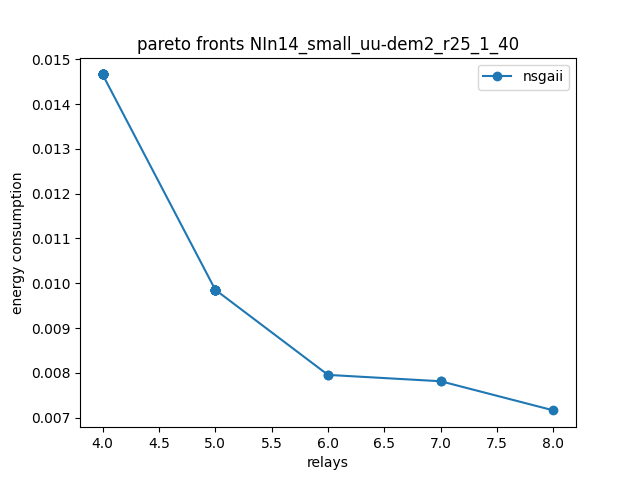 pareto fronts NIn14_small_uu-dem2_r25_1_40
nsgaii
energy consumption
0.015
0.014
0.013
0.012
0.011
0.010
0.009
0.008
0.007
4.0 4.5 5.0 5.5 6.0 6.5 7.0 7.5 8.0
relays